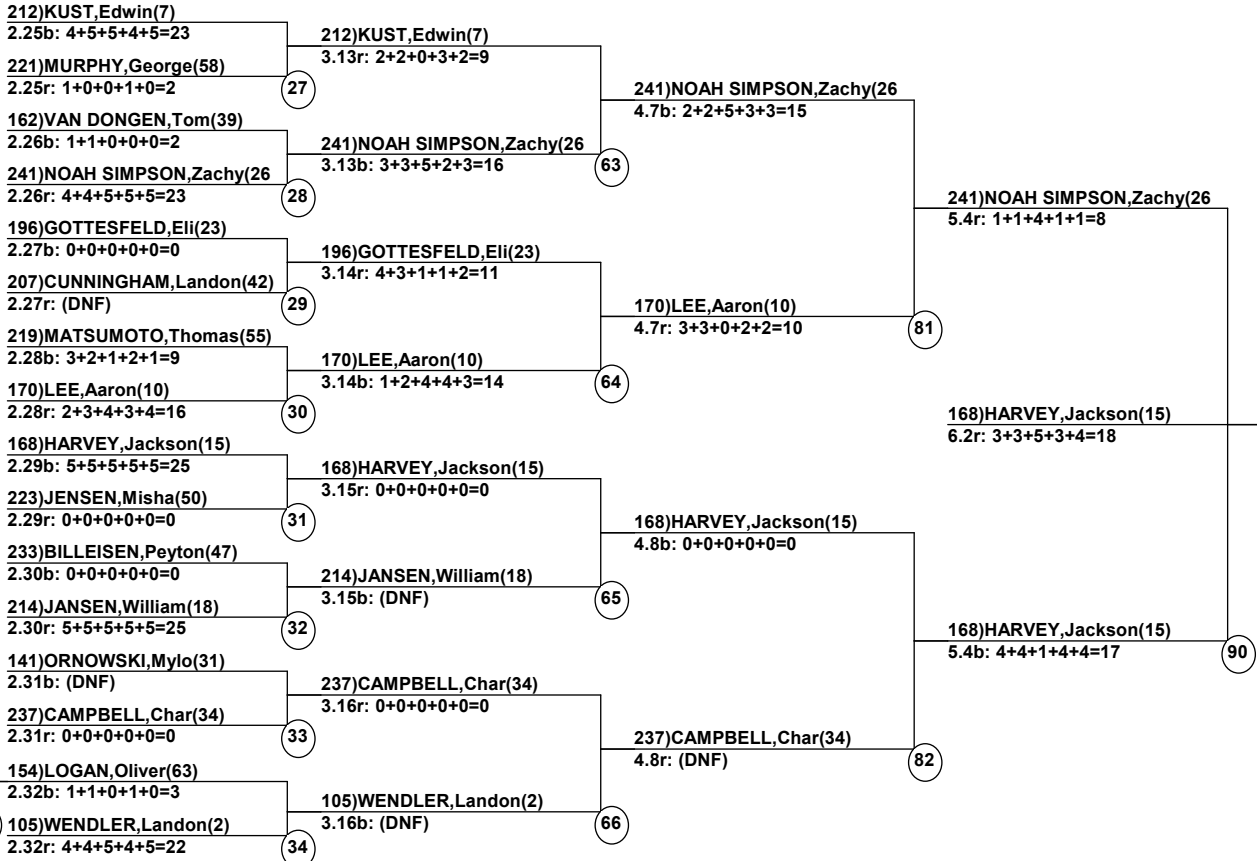 212)KUST,Edwin(7)
2.25b: 4+5+5+4+5=23
221)MURPHY,George(58)
2.25r: 1+0+0+1+0=2
27
162)VAN DONGEN,Tom(39)
2.26b: 1+1+0+0+0=2
241)NOAH SIMPSON,Zachy(26
2.26r: 4+4+5+5+5=23
28
196)GOTTESFELD,Eli(23)
2.27b: 0+0+0+0+0=0
207)CUNNINGHAM,Landon(42)
2.27r: (DNF)
29
219)MATSUMOTO,Thomas(55)
2.28b: 3+2+1+2+1=9
170)LEE,Aaron(10)
2.28r: 2+3+4+3+4=16
30
168)HARVEY,Jackson(15)
2.29b: 5+5+5+5+5=25
223)JENSEN,Misha(50)
2.29r: 0+0+0+0+0=0
31
233)BILLEISEN,Peyton(47)
2.30b: 0+0+0+0+0=0
214)JANSEN,William(18)
2.30r: 5+5+5+5+5=25
32
141)ORNOWSKI,Mylo(31)
2.31b: (DNF)
237)CAMPBELL,Char(34)
2.31r: 0+0+0+0+0=0
33
154)LOGAN,Oliver(63)
2.32b: 1+1+0+1+0=3
105)WENDLER,Landon(2)
2.32r: 4+4+5+4+5=22
34
212)KUST,Edwin(7)
3.13r: 2+2+0+3+2=9
241)NOAH SIMPSON,Zachy(26
3.13b: 3+3+5+2+3=16
63
196)GOTTESFELD,Eli(23)
3.14r: 4+3+1+1+2=11
170)LEE,Aaron(10)
3.14b: 1+2+4+4+3=14
64
168)HARVEY,Jackson(15)
3.15r: 0+0+0+0+0=0
214)JANSEN,William(18)
3.15b: (DNF)
65
237)CAMPBELL,Char(34)
3.16r: 0+0+0+0+0=0
105)WENDLER,Landon(2)
3.16b: (DNF)
66
241)NOAH SIMPSON,Zachy(26
4.7b: 2+2+5+3+3=15
170)LEE,Aaron(10)
4.7r: 3+3+0+2+2=10
81
168)HARVEY,Jackson(15)
4.8b: 0+0+0+0+0=0
237)CAMPBELL,Char(34)
4.8r: (DNF)
82
241)NOAH SIMPSON,Zachy(26
5.4r: 1+1+4+1+1=8
168)HARVEY,Jackson(15)
5.4b: 4+4+1+4+4=17
90
168)HARVEY,Jackson(15)
6.2r: 3+3+5+3+4=18